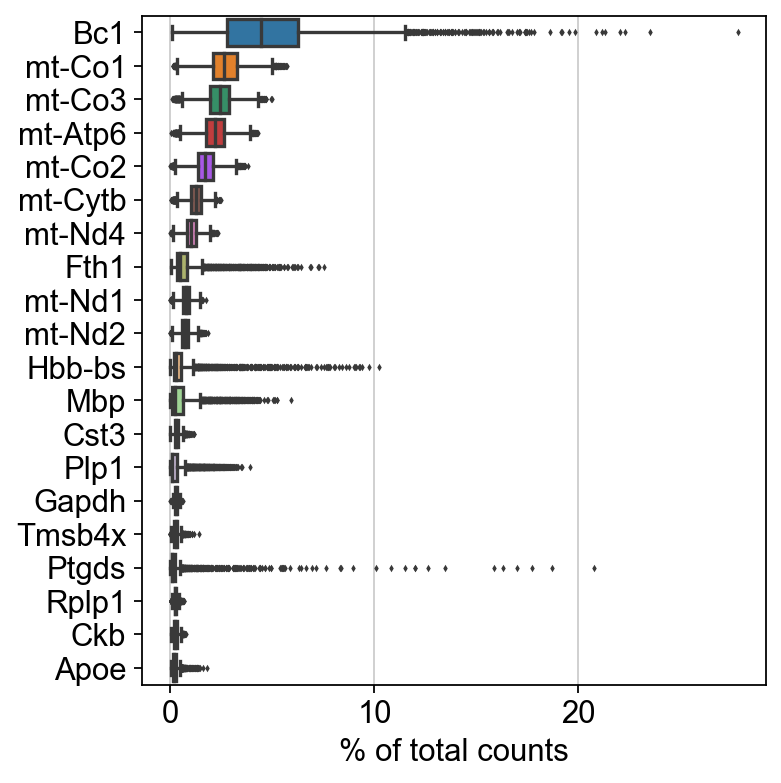 Bc1
mt-Co1
mt-Co3
mt-Atp6
mt-Co2
mt-Cytb
mt-Nd4
Fth1
mt-Nd1
mt-Nd2
Hbb-bs
Mbp
Cst3
Plp1
Gapdh
Tmsb4x
Ptgds
Rplp1
Ckb
Apoe
0 10 20
% of total counts